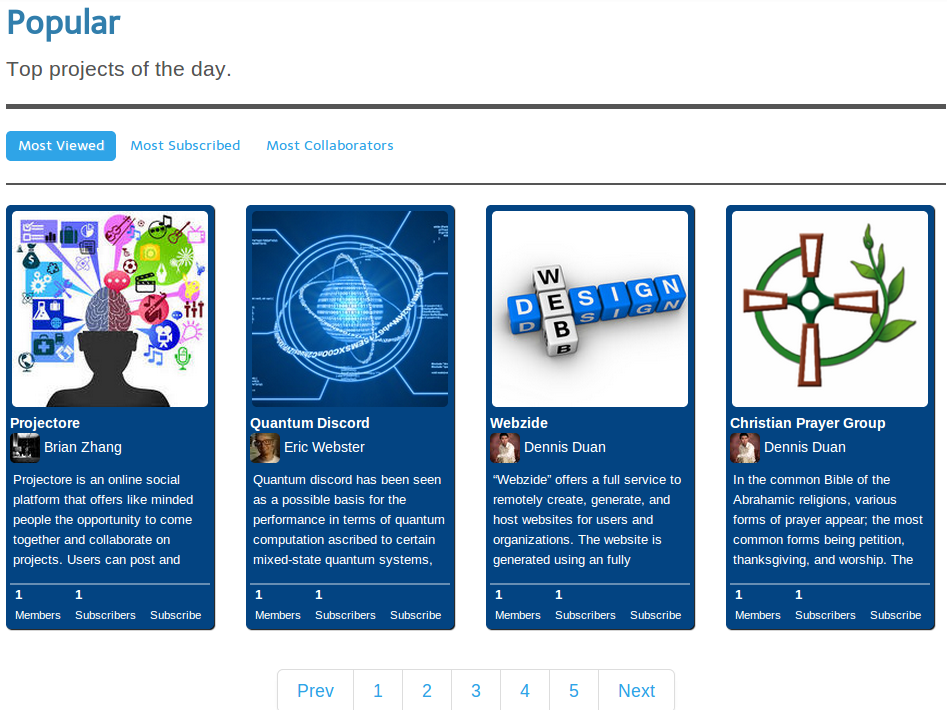 Popular
Top projects of the day.
Most Viewed Most Subscribed Most Collaborators
DESIGN
WEB
Projectore
Brian Zhang
Projectore is an online social
platform that offers like minded
people the opportunity to come
together and collaborate on
projects. Users can post and
1 1
Members Subscribers Subscribe
Quantum Discord
Eric Webster
Quantum discord has been seen
as a possible basis for the
performance in terms of quantum
computation ascribed to certain
mixed-state quantum systems,
1 1
Members Subscribers Subscribe
Webzide
Dennis Duan
“Webzide” offers a full service to
remotely create, generate, and
host websites for users and
organizations. The website is
generated using an fully
1 1
Members Subscribers Subscribe
Christian Prayer Group
Dennis Duan
In the common Bible of the
Abrahamic religions, various
forms of prayer appear; the most
common forms being petition,
thanksgiving, and worship. The
1 1
Members Subscribers Subscribe
Prev 1 2 3 4 5 Next